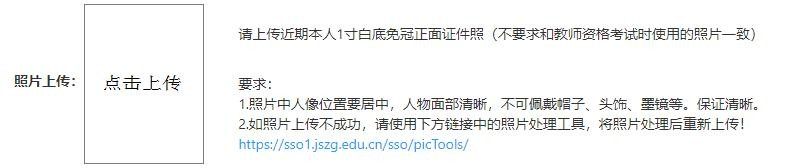 请上传近期本人1寸白底免冠正面证件照（不要求和教师资格考试时使用的照片一致）
照片上传：
点击上传
要求：
1.照片中人像位置要居中，人物面部清晰，不可佩戴帽子、头饰、墨镜等。保证清晰。
2.如照片上传不成功，请使用下方链接中的照片处理工具，将照片处理后重新上传！
https://sso1.jszg.edu.cn/sso/picTools/